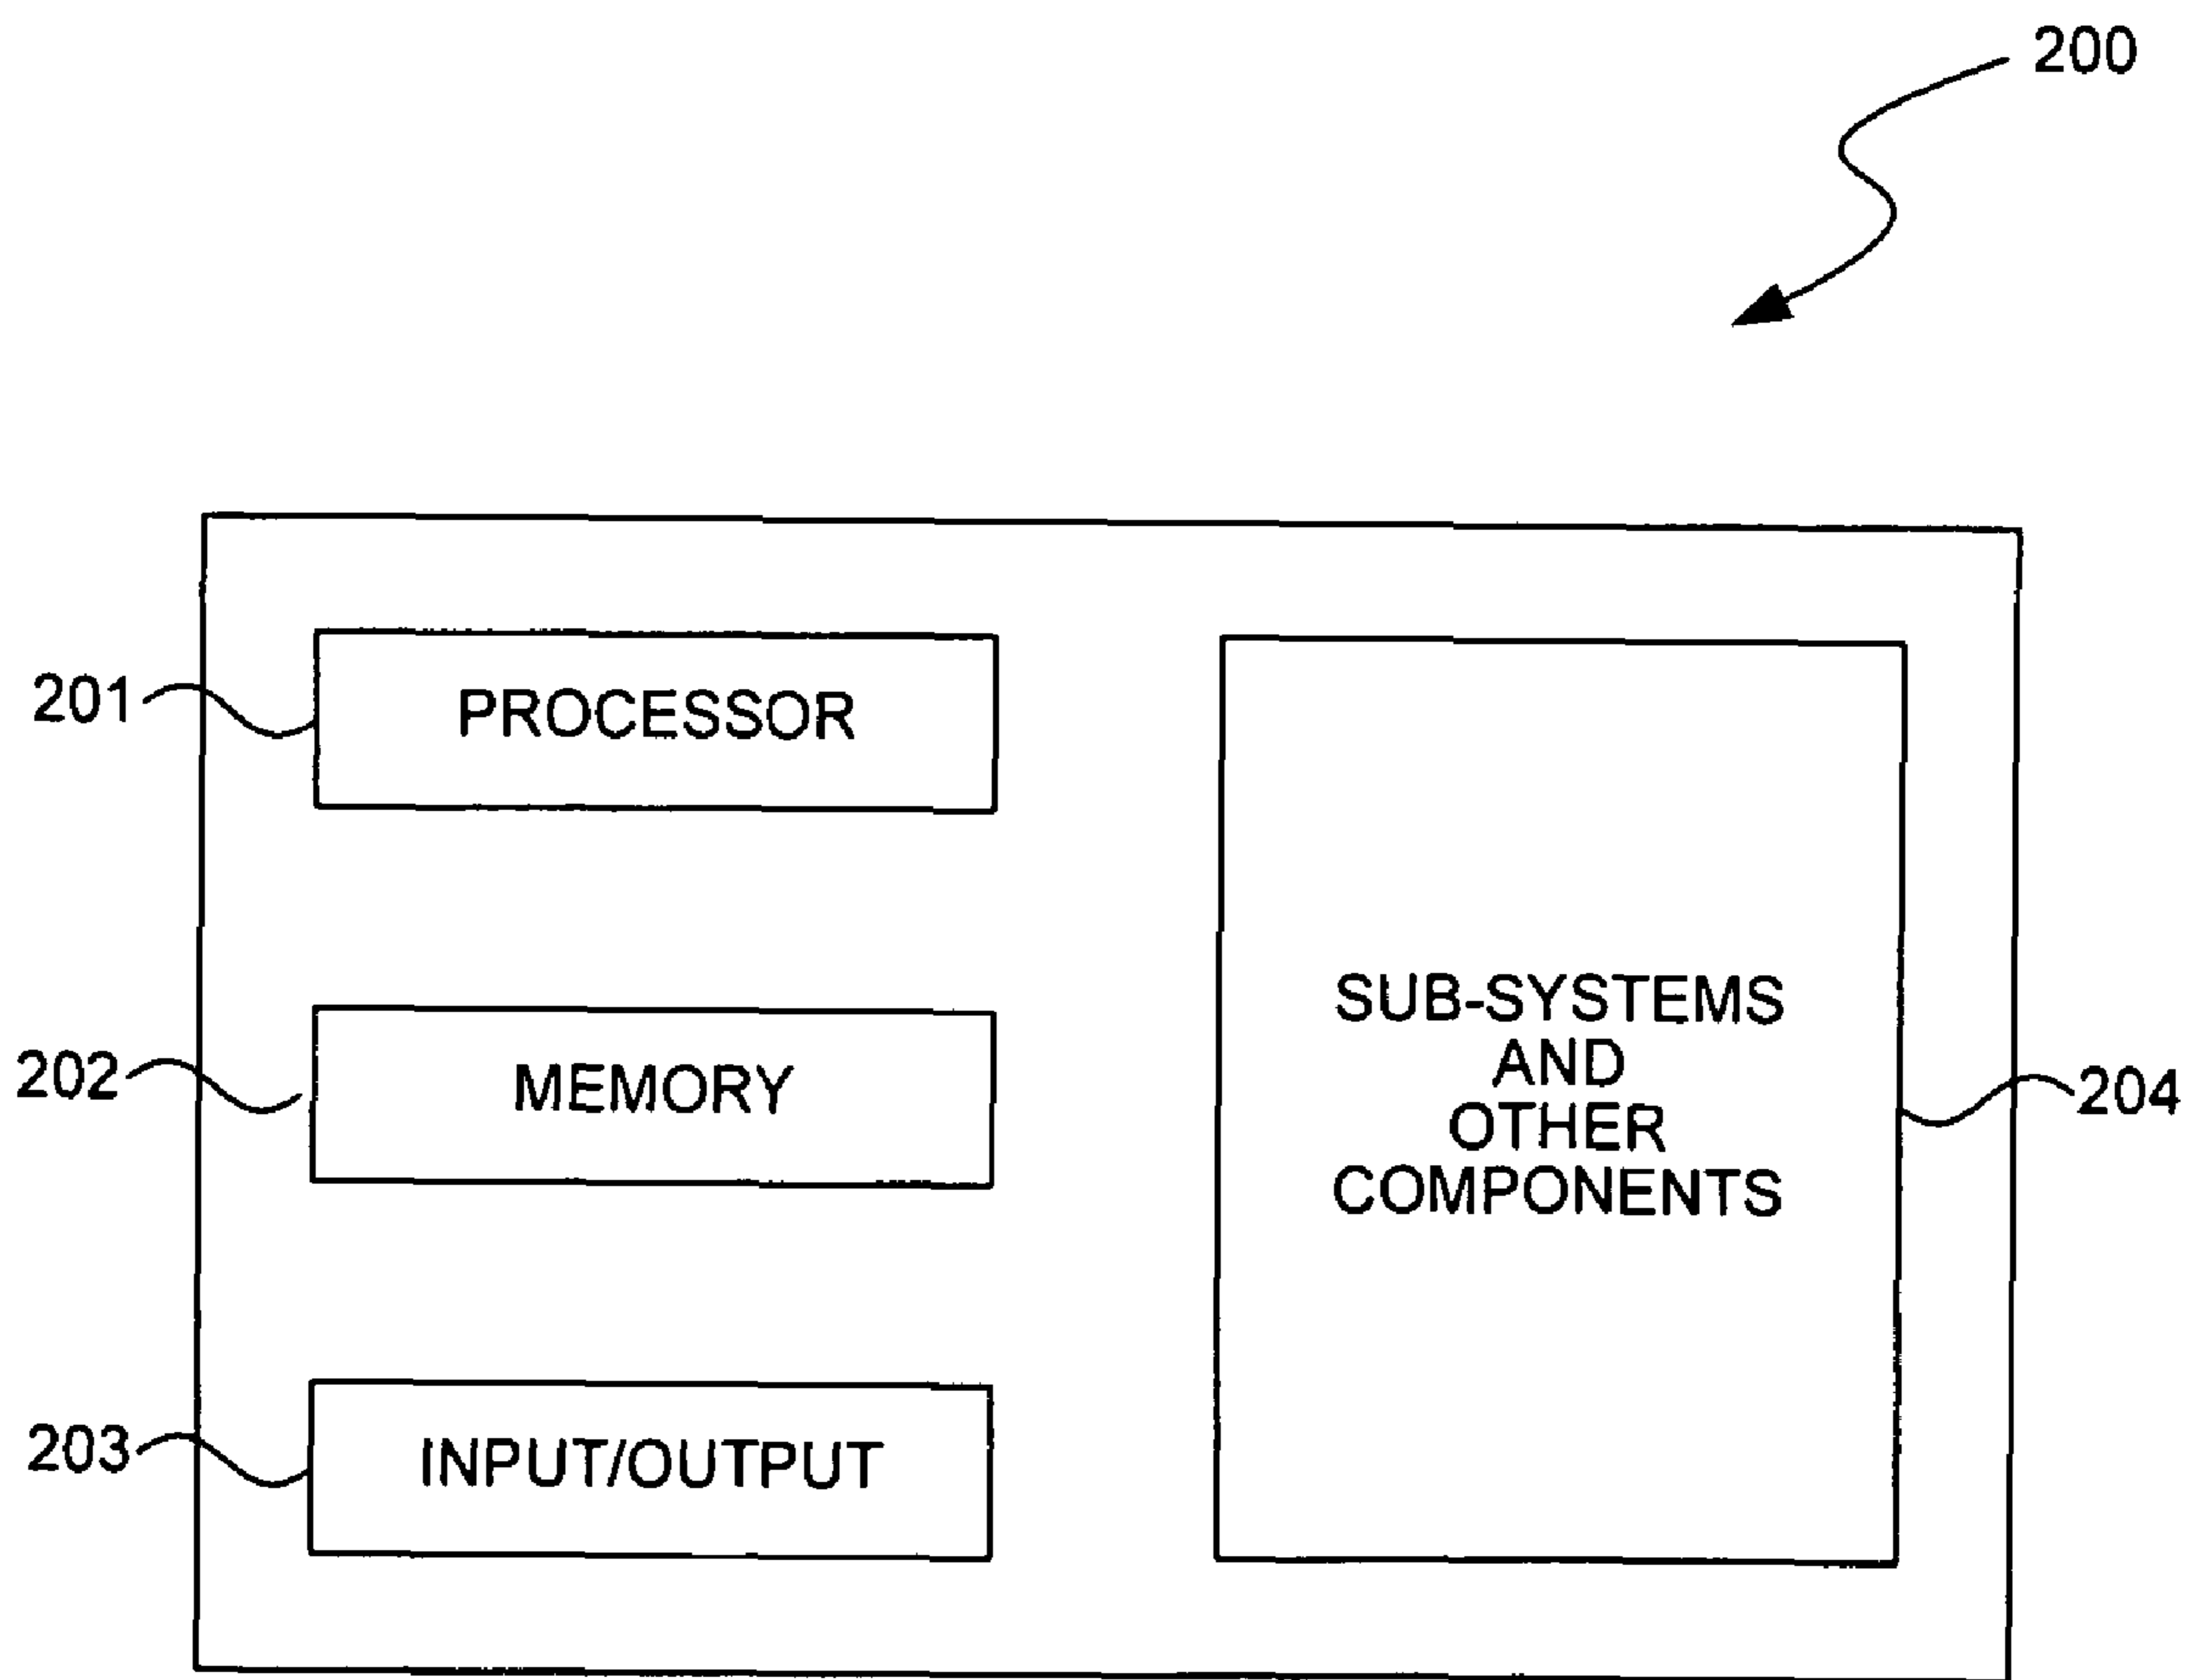 200
201
PROCESSOR
202
MEMORY
203
INPUT/OUTPUT
SUB-SYSTEMS
AND
OTHER
COMPONENTS
204